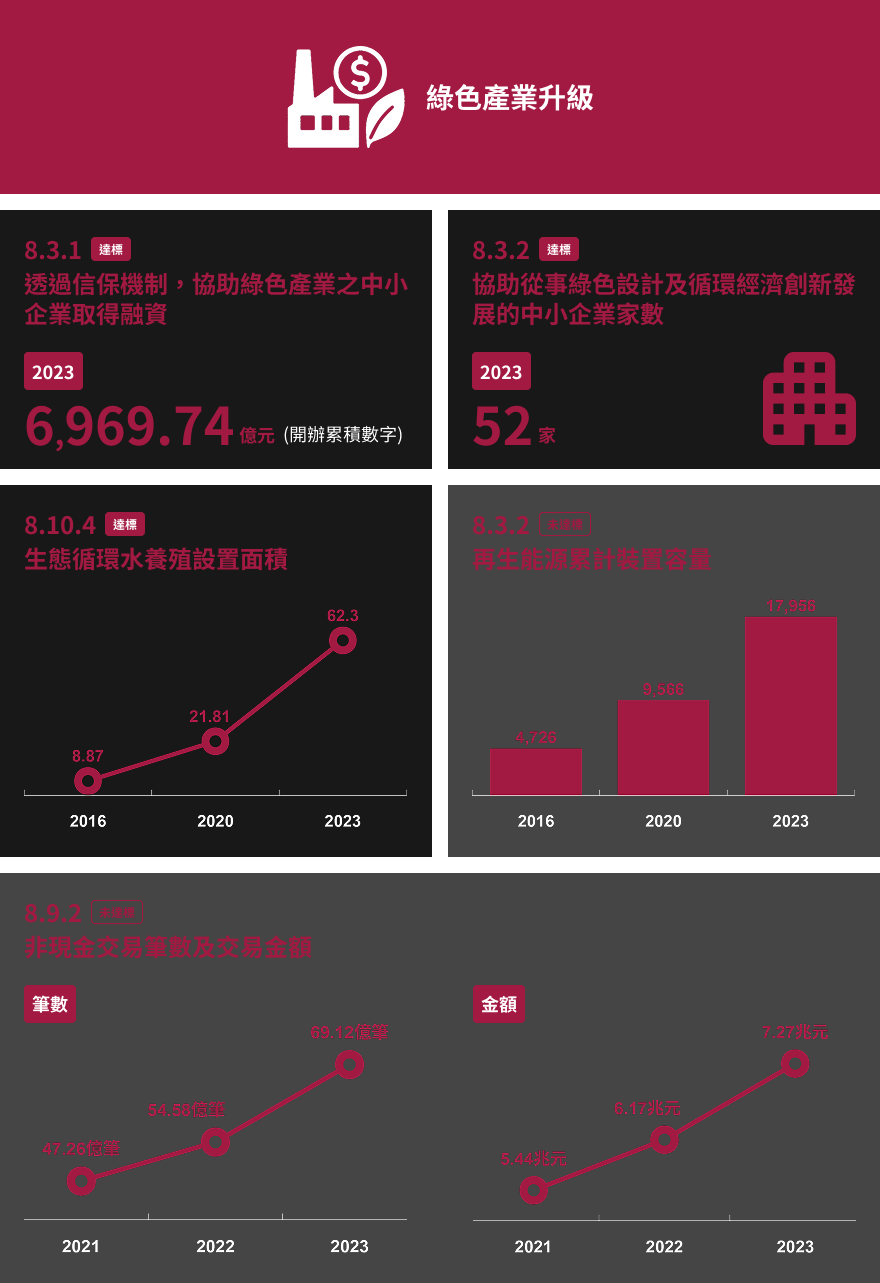 綠色產業升級
8.3.1 達標
透過信保機制，協助綠色產業之中小
企業取得融資
2023
6,969.74 億元 (開辦累積數字)
8.3.2 達標
協助從事綠色設計及循環經濟創新發
展的中小企業家數
2023
52 家
8.10.4 達標
生態循環水養殖設置面積
62.3
21.81
8.87
2016 2020 2023
8.3.2 未達標
再生能源累計裝置容量
17,956
9,566
4,726
2016 2020 2023
8.9.2 未達標
非現金交易筆數及交易金額
筆數
69.12億筆
54.58億筆
47.26億筆
2021 2022 2023
金額
7.27兆元
6.17兆元
5.44兆元
2021 2022 2023